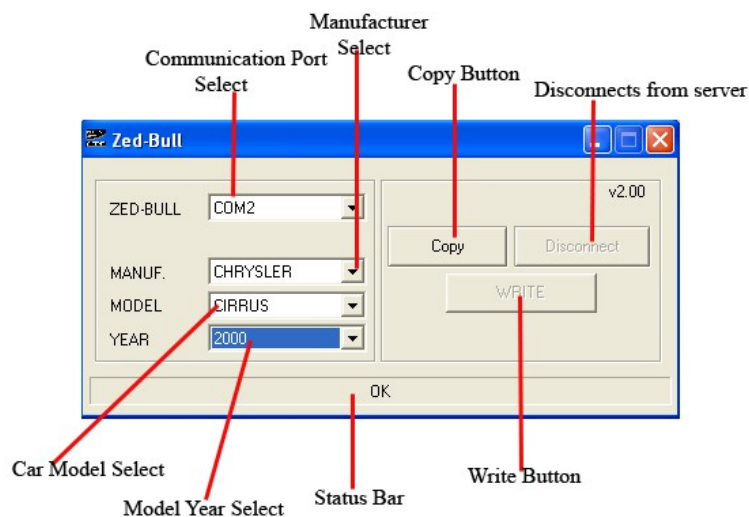 Manufacturer
Select
Communication Port
Select
Copy Button
Disconnects from server
Zed-Bull
v2.00
ZED-BULL COM2
Copy Disconnect
MANUF. CHRYSLER
WRITE
MODEL CIRRUS
YEAR 2000
OK
Car Model Select
Model Year Select
Status Bar
Write Button